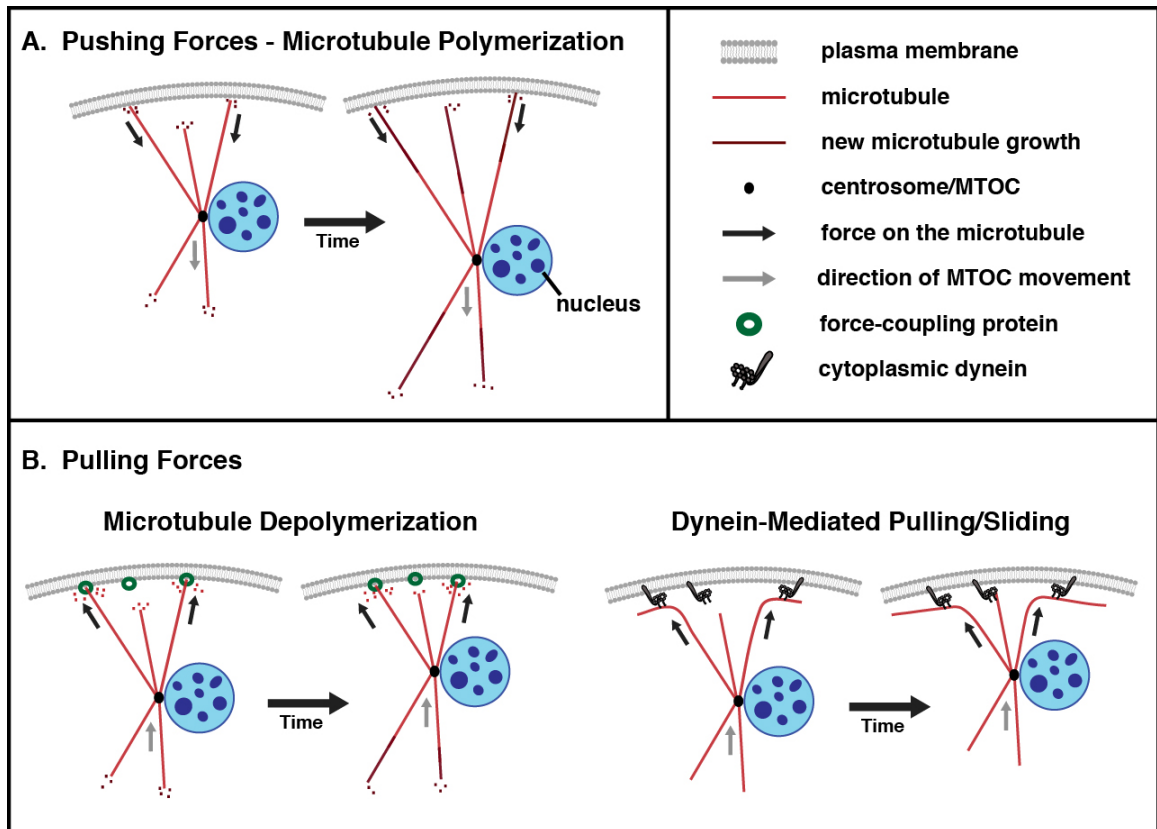 A. Pushing Forces - Microtubule Polymerization
Time
nucleus
plasma membrane
microtubule
new microtubule growth
centrosome/MTOC
force on the microtubule
direction of MTOC movement
force-coupling protein
cytoplasmic dynein
B. Pulling Forces
Microtubule Depolymerization
Time
Dynein-Mediated Pulling/Sliding
Time